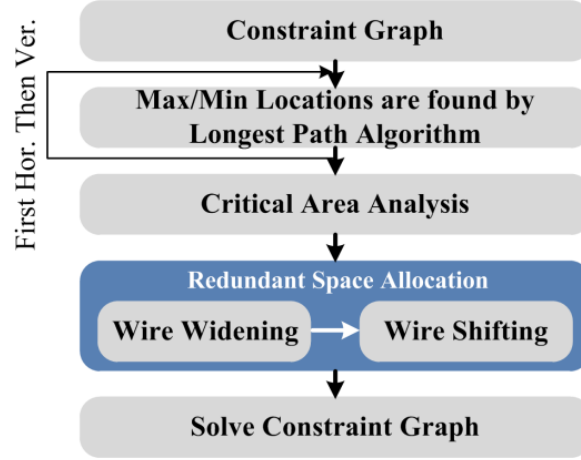 First Hor. Then Ver.
Constraint Graph
Max/Min Locations are found by
Longest Path Algorithm
Critical Area Analysis
Redundant Space Allocation
Wire Widening
Wire Shifting
Solve Constraint Graph